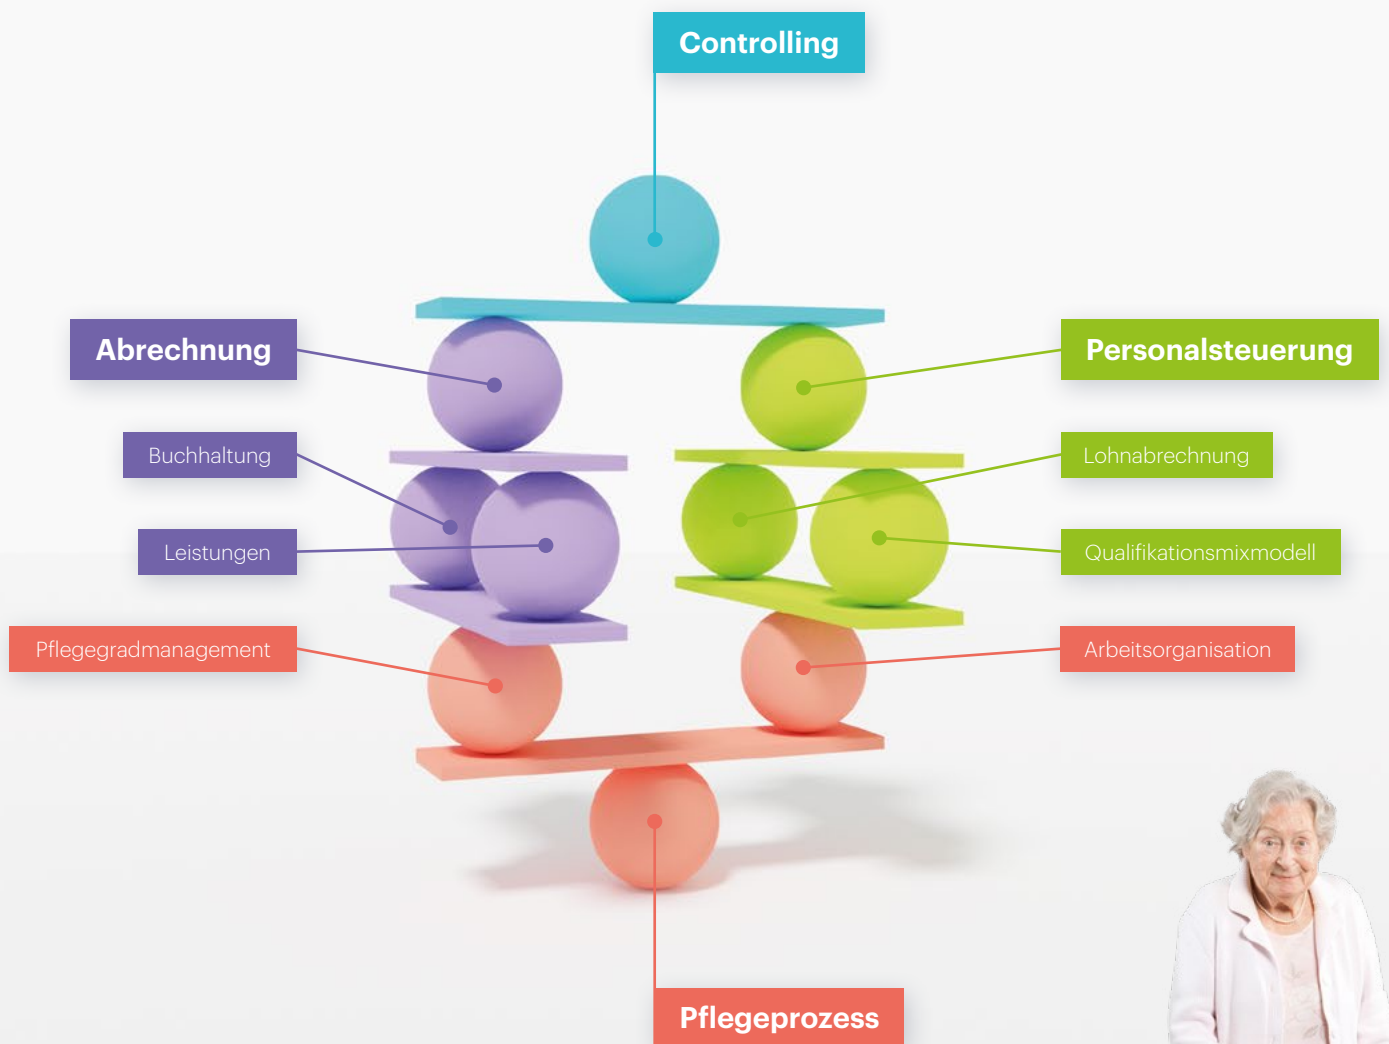 Controlling
Abrechnung
Personalsteuerung
Buchhaltung
Lohnabrechnung
Leistungen
Qualifikationsmixmodell
Pflegegradmanagement
Arbeitsorganisation
Pflegeprozess